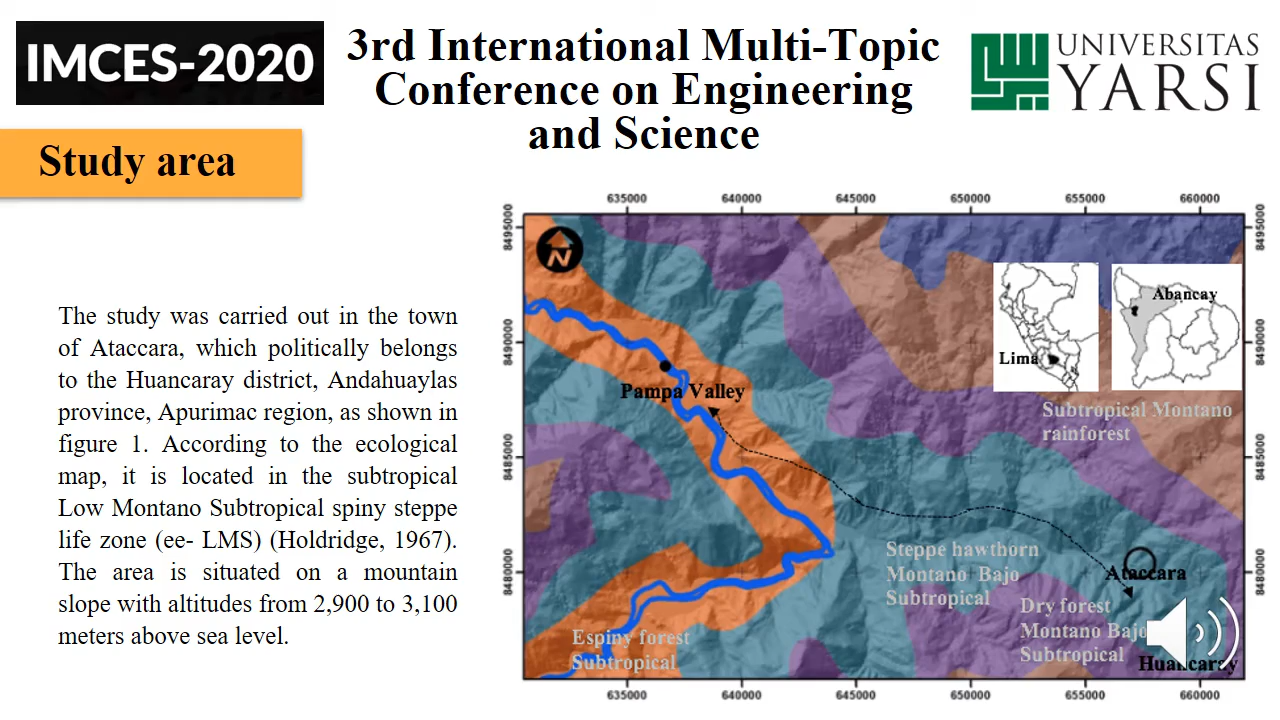 IMCES-2020
3rd International Multi-Topic
Conference on Engineering
and Science
UNIVERSITAS
YARSI
Study area
The study was carried out in the town
of Ataccara, which politically belongs
to the Huancaray district, Andahuaylas
province, Apurimac region, as shown in
figure 1. According to the ecological
map, it is located in the subtropical
Low Montano Subtropical spiny steppe
life zone (ee- LMS) (Holdridge, 1967).
The area is situated on a mountain
slope with altitudes from 2,900 to 3,100
meters above sea level.
635000 640000 645000 650000 655000 660000
8495000
8490000
8485000
8480000
N
Abancay
Lima
Pampa Valley
Subtropical Montano
rainforest
Steppe hawthorn
Montano Bajo
Subtropical
Ataccara
Dry forest
Montano Bajo
Subtropical
Espiny forest
Subtropical
Huancaray
8495000
8490000
8485000
8480000
635000 640000 645000 650000 655000 660000